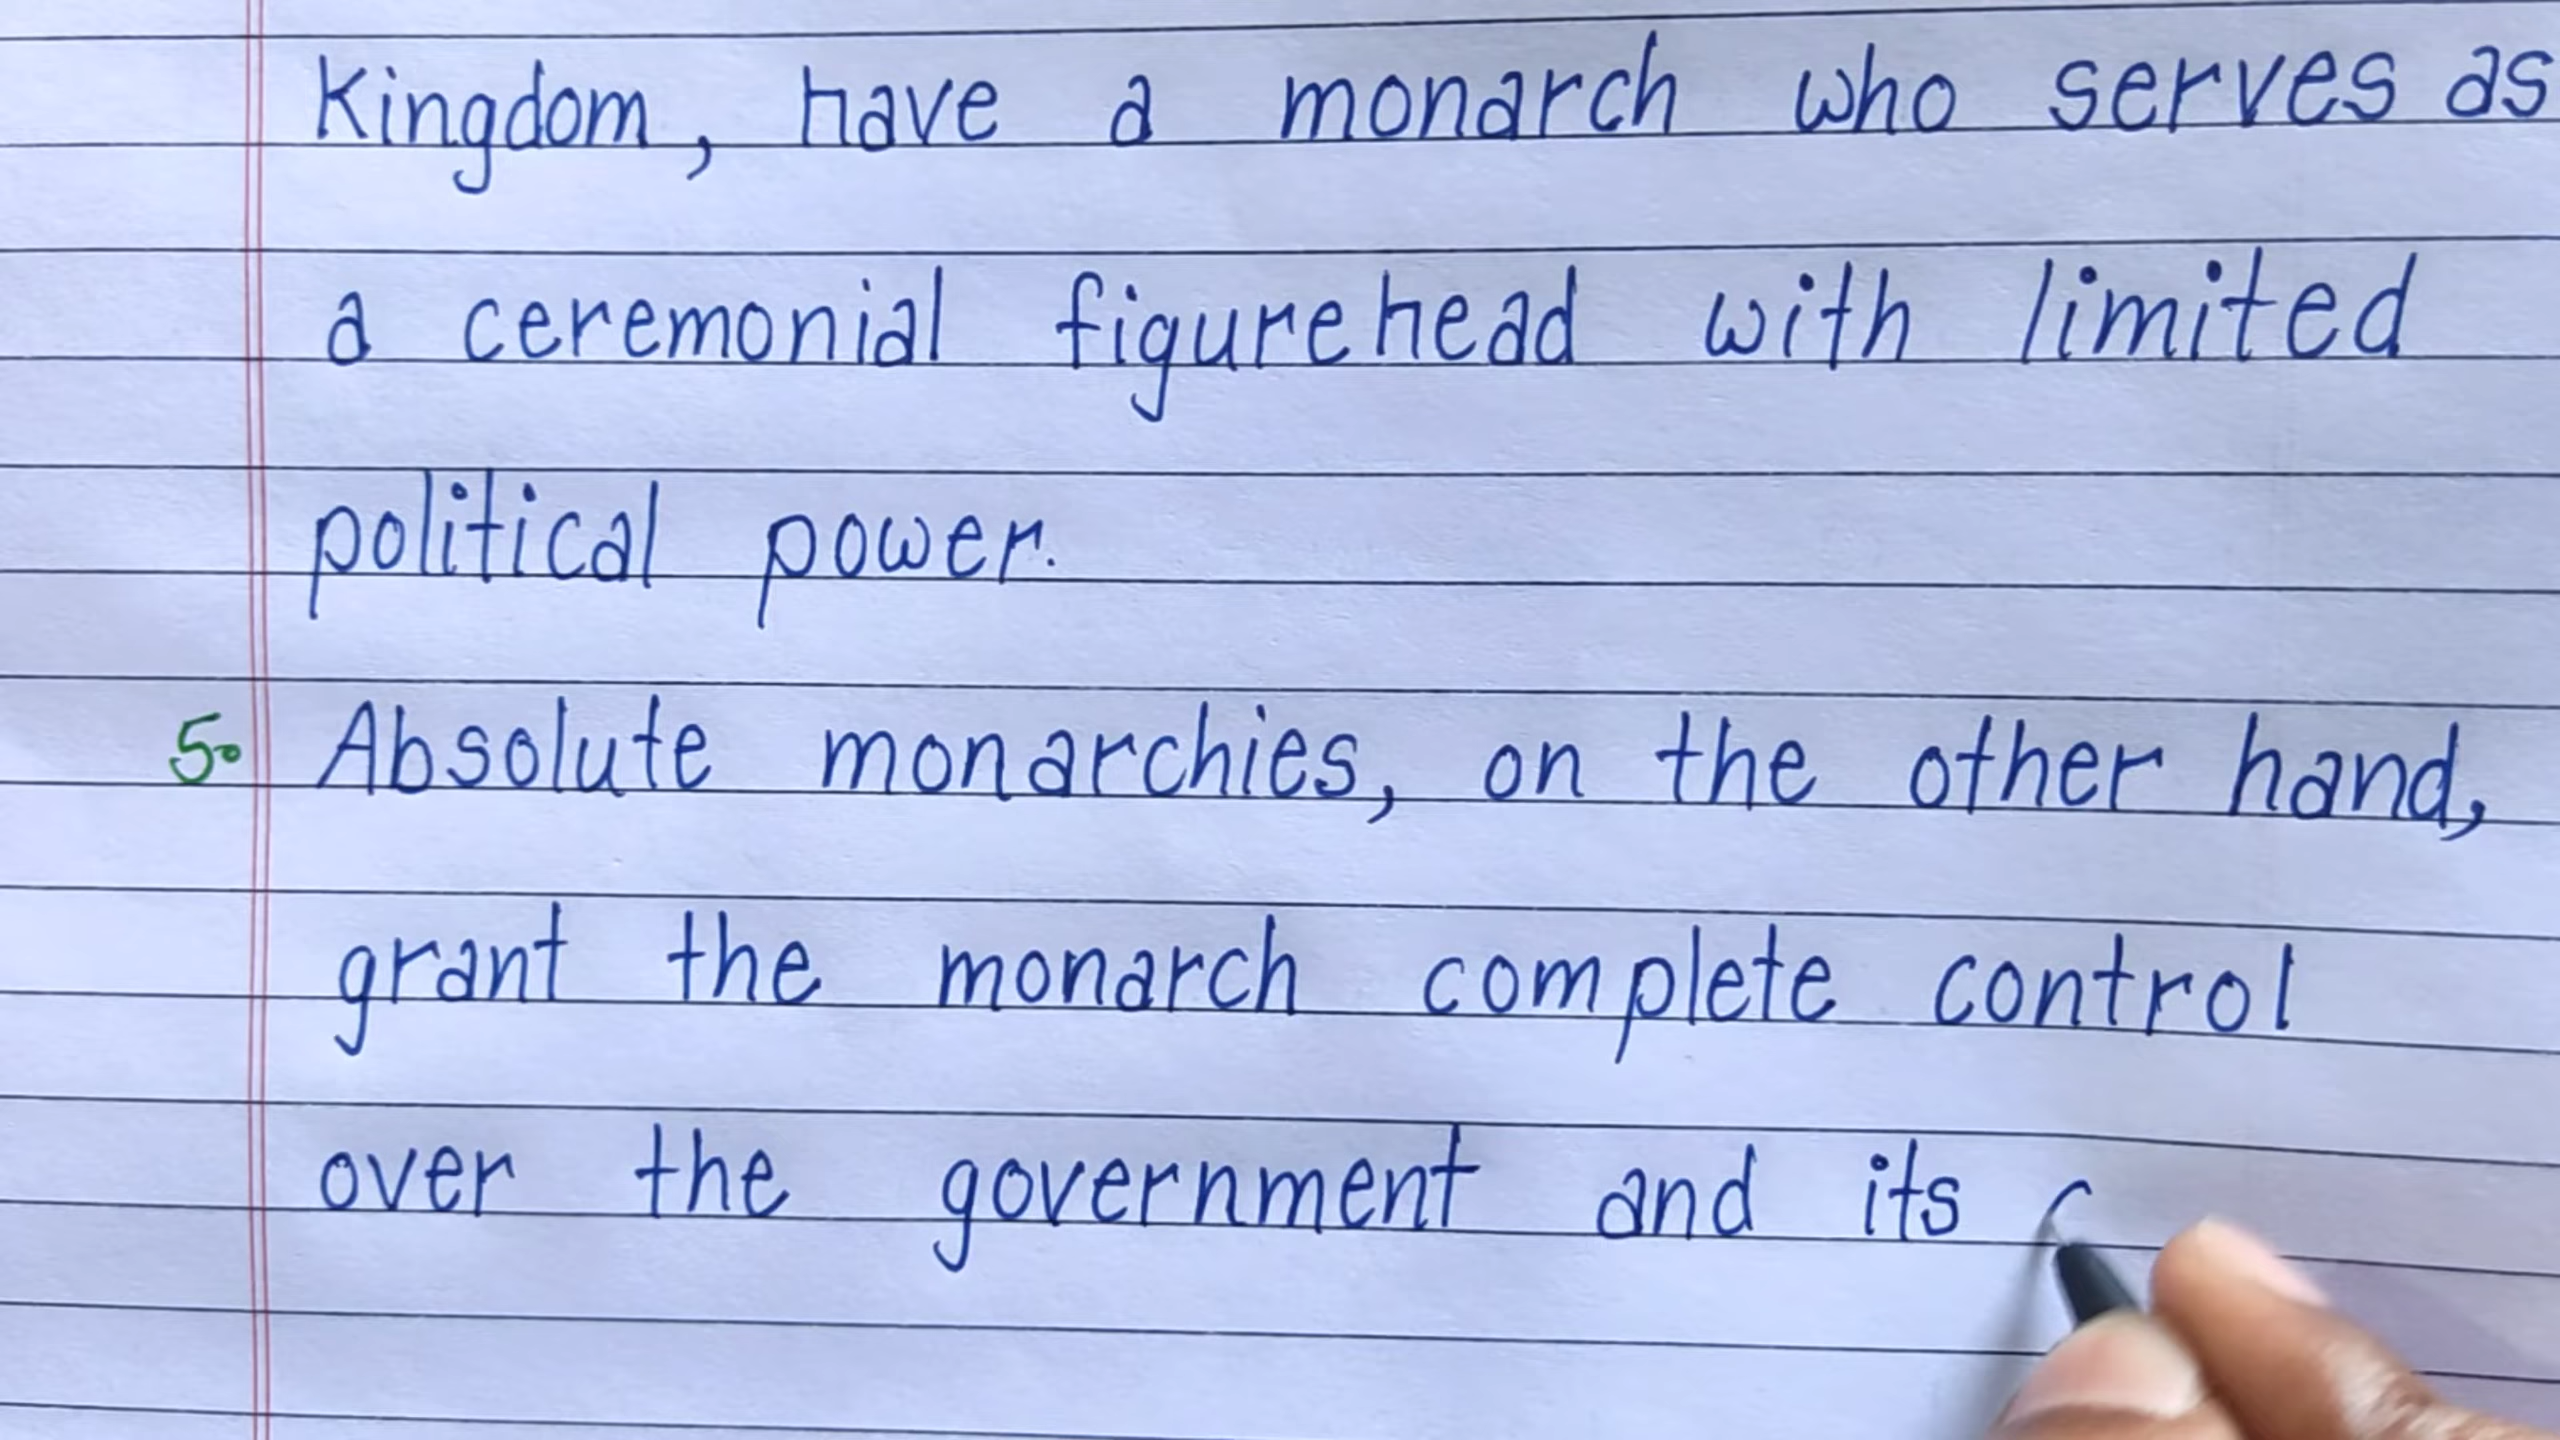 Kingdom, have a monarch who serves as
a ceremonial figurehead with limited
political power.
5. Absolute monarchies, on the other hand,
grant the monarch complete control
over the government and its